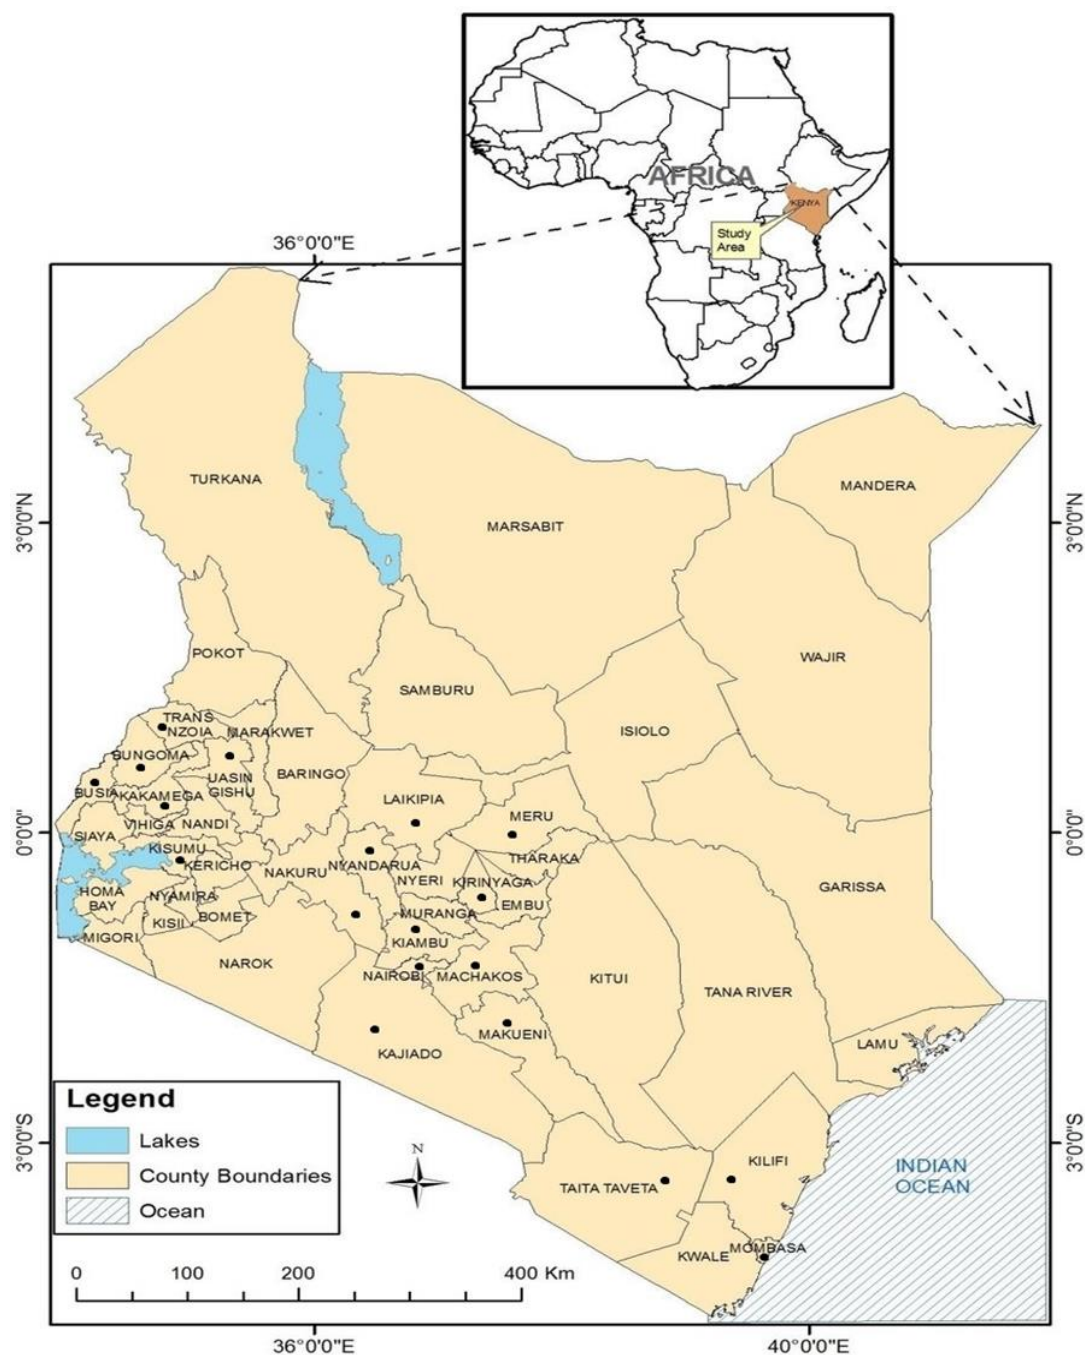 AFRICA
KENYA
Study
Area
36°0'0"E
TURKANA
MANDERA
3°0'0"N
3°0'0"N
MARSABIT
POKOT
WAJIR
SAMBURU
TRANS
NZOIA
MARAKWET
ISIOLO
BUNGOMA
BARINGO
UASIN
GISHU
BUSIA
KAKAMEGA
LAIKIPIA
MERU
VIHIGA
NANDI
SIAYA
0°0'0"
0°0'0"
KISUMU
KERICHO
NYANDARUA
THARAKA
NAKURU
NYERI
KIRINYAGA
GARISSA
HOMA
BAY
NYAMIRA
EMBU
BOMET
MURANGA
KISII
MIGORI
KIAMBU
NAROK
NAIROBI
MACHAKOS
KITUI
TANA RIVER
MAKUENI
LAMU
KAJIADO
Legend
Lakes
County Boundaries
Ocean
N
3°0'0"S
3°0'0"S
KILIFI
INDIAN
OCEAN
TAITA TAVETA
MOMBASA
KWALE
0 100 200 400 Km
36°0'0"E
40°0'0"E